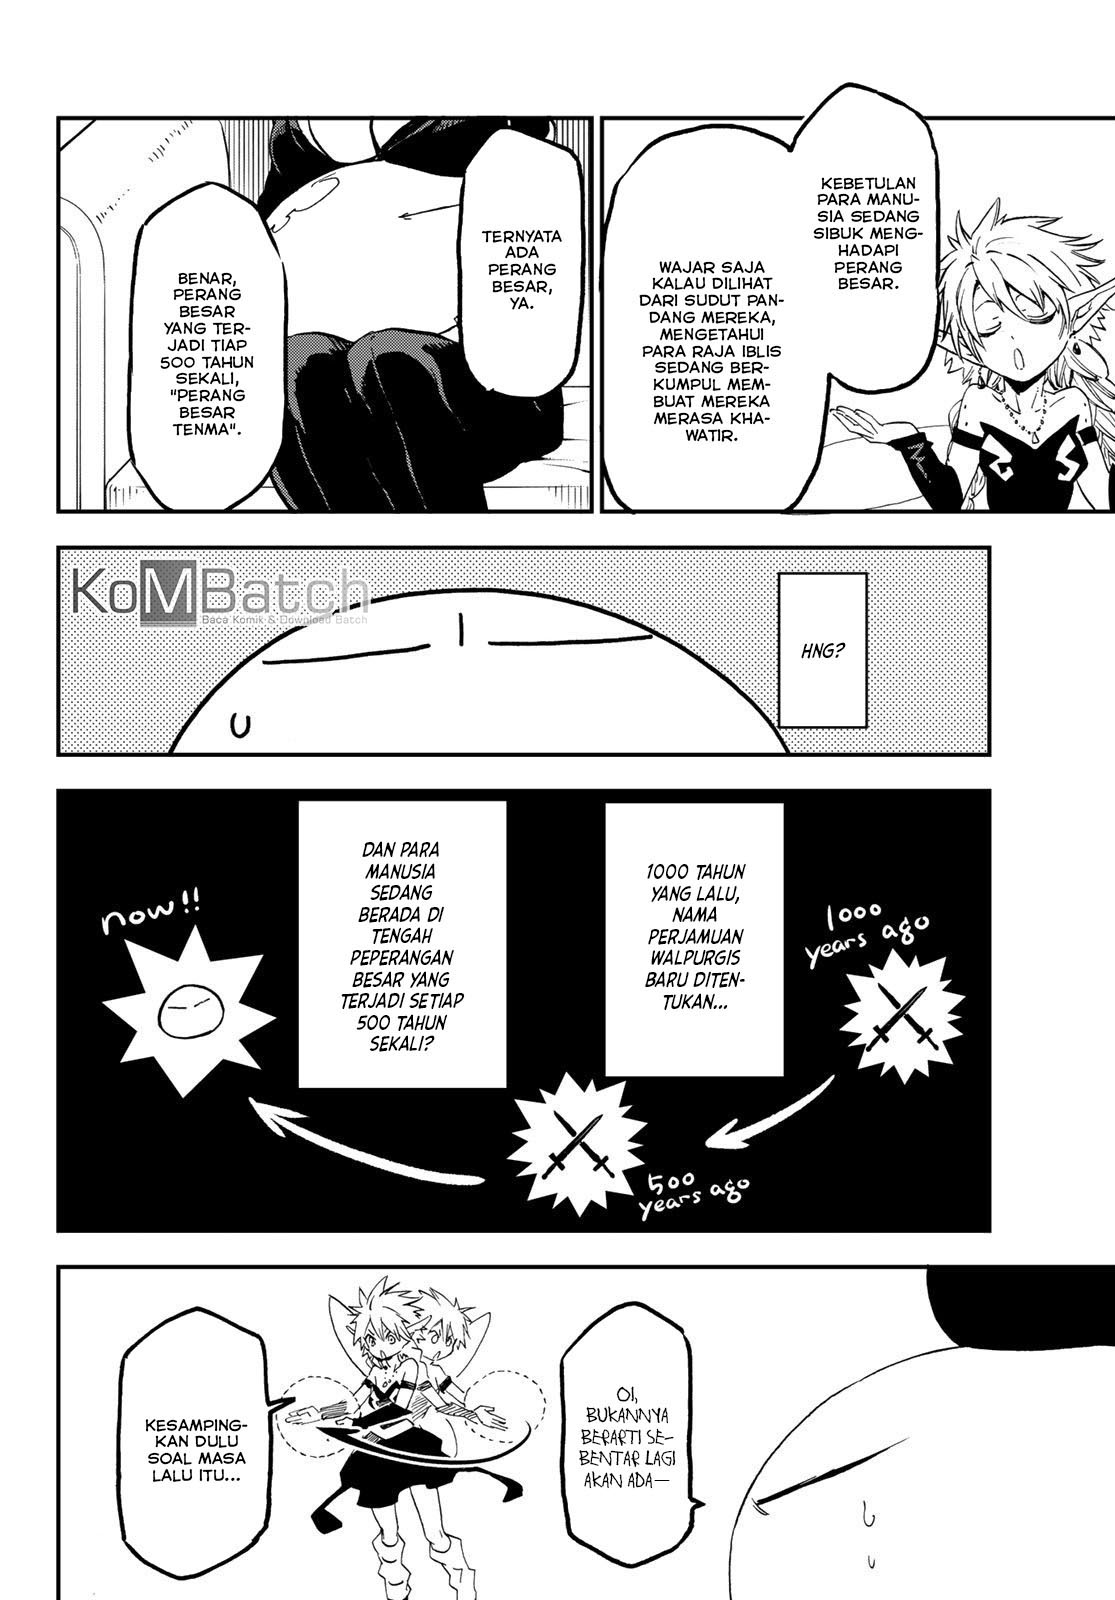 KEBETULAN
PARA MANU-
SIA SEDANG
SIBUK MENG-
HADAPI
PERANG
BESAR.
WAJAR SAJA
KALAU DILIHAT
DARI SUDUT PAN-
DANG MEREKA,
MENGETAHUI
PARA RAJA IBLIS
SEDANG BER-
KUMPUL MEM-
BUAT MEREKA
MERASA KHA-
WATIR.
TERNYATA
ADA
PERANG
BESAR,
YA.
BENAR,
PERANG
BESAR
YANG TER-
JADI TIAP
500 TAHUN
SEKALI,
"PERANG
BESAR
TENMA".
KoMBatch
Baca Komik & Download Batch
HNG?
1000
years ago
1000 TAHUN
YANG LALU,
NAMA
PERJAMUAN
WALPURGIS
BARU DITEN-
TUKAN...
500
years ago
DAN PARA
MANUSIA
SEDANG
BERADA DI
TENGAH
PEPERANGAN
BESAR YANG
TERJADI SETIAP
500 TAHUN
SEKALI?
now!!
OI,
BUKANNYA
BERARTI SE-
BENTAR LAGI
AKAN ADA—
KESAMPING-
KAN DULU
SOAL MASA
LALU ITU...